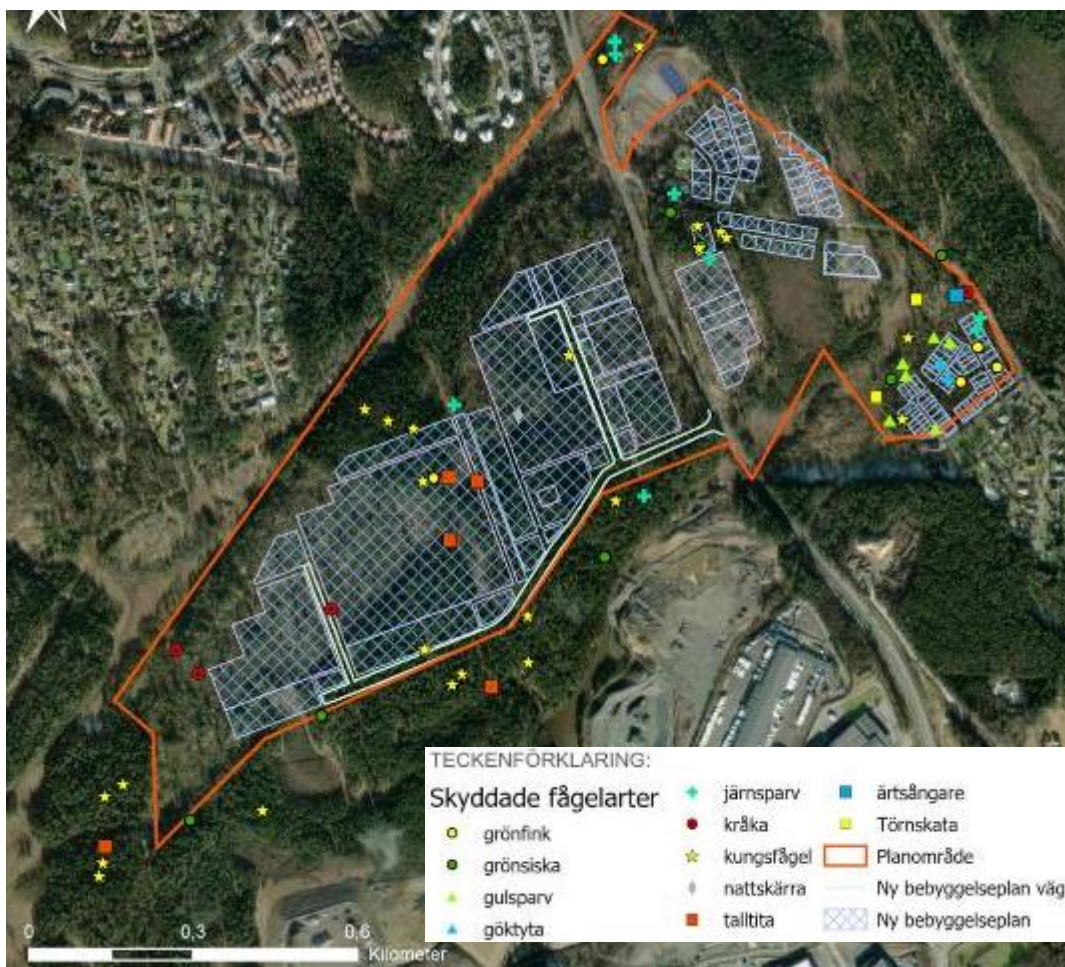 TECKENFÖRKLARING:
Skyddade fågelarter
grönfink
grönsiska
gulsparv
göktyta
järnsparv
kråka
kungsfågel
nattskärra
talltita
ärtsångare
Törnskata
Planområde
Ny bebyggelseplan väg
Ny bebyggelseplan
0 0,3 0,6
Kilometer